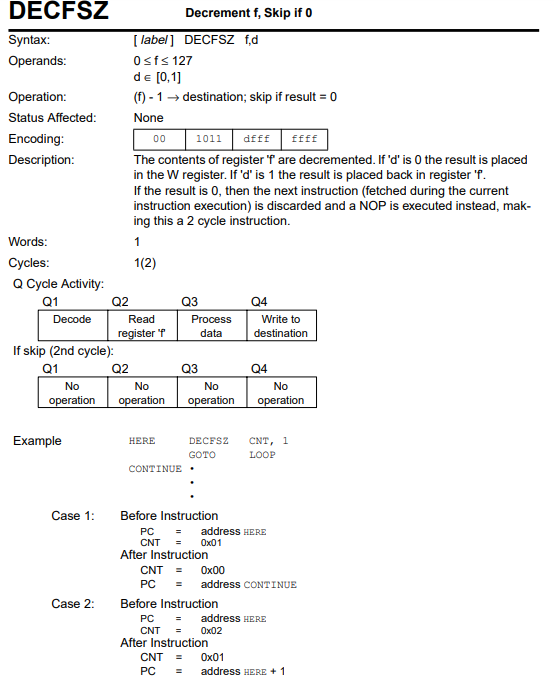 DECFSZ Decrement f, Skip if 0
Syntax: [ label ] DECFSZ f,d
Operands: 0 ≤ f ≤ 127
d ∈ [0,1]
Operation: (f) - 1 → destination; skip if result = 0
Status Affected: None
Encoding: 00 1011 dfff ffff
Description: The contents of register 'f' are decremented. If 'd' is 0 the result is placed
in the W register. If 'd' is 1 the result is placed back in register 'f'.
If the result is 0, then the next instruction (fetched during the current
instruction execution) is discarded and a NOP is executed instead, mak-
ing this a 2 cycle instruction.
Words: 1
Cycles: 1(2)
Q Cycle Activity:
Q1 Q2 Q3 Q4
Decode Read Process Write to
register 'f' data destination
If skip (2nd cycle):
Q1 Q2 Q3 Q4
No No No No
operation operation operation operation
Example HERE DECFSZ CNT, 1
GOTO LOOP
CONTINUE •
•
•
Case 1: Before Instruction
PC = address HERE
CNT = 0x01
After Instruction
CNT = 0x00
PC = address CONTINUE
Case 2: Before Instruction
PC = address HERE
CNT = 0x02
After Instruction
CNT = 0x01
PC = address HERE + 1